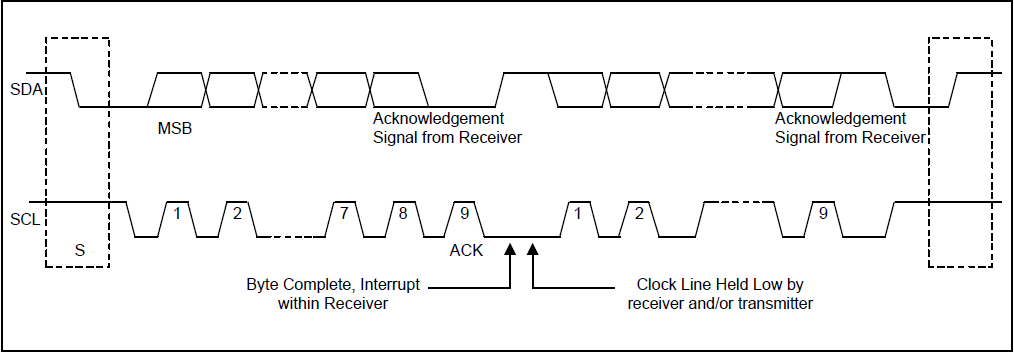 SDA
MSB
Acknowledgement
Signal from Receiver
Acknowledgement
Signal from Receiver
SCL
1
2
7
8
9
1
2
9
S
ACK
Byte Complete, Interrupt
within Receiver
Clock Line Held Low by
receiver and/or transmitter